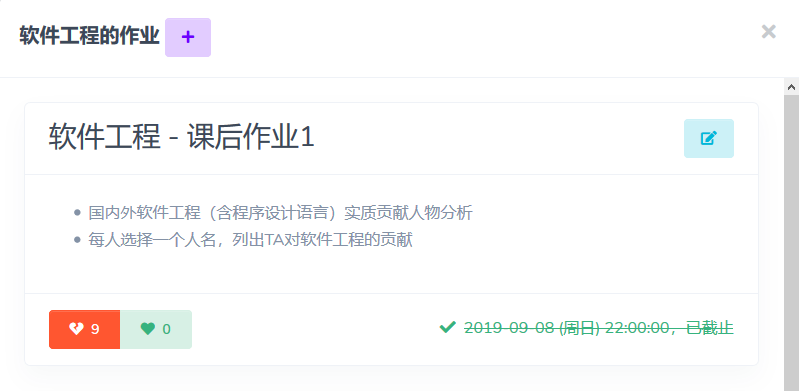 软件工程的作业 +
软件工程 - 课后作业1
国内外软件工程（含程序设计语言）实质贡献人物分析
每人选择一个人名，列出TA对软件工程的贡献
9 0 2019-09-08 (周日) 22:00:00，已截止